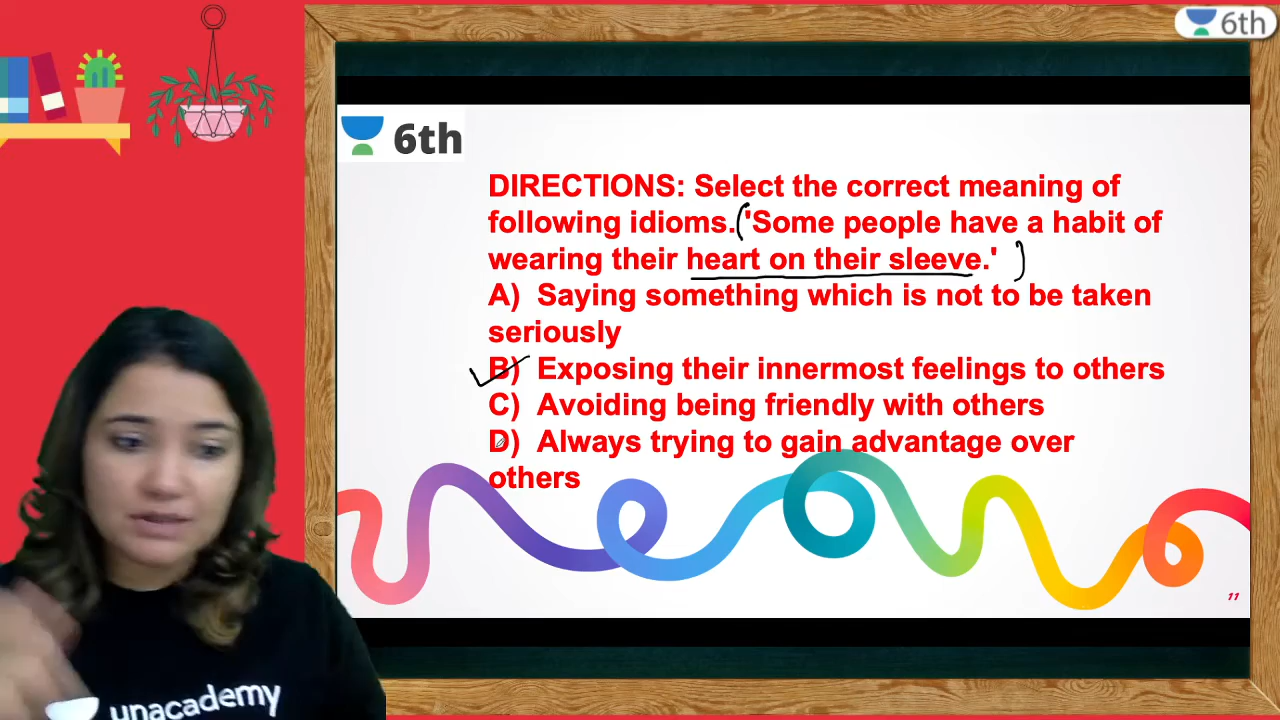 6th
6th
DIRECTIONS: Select the correct meaning of
following idioms. 'Some people have a habit of
wearing their heart on their sleeve.'
A) Saying something which is not to be taken
seriously
B) Exposing their innermost feelings to others
C) Avoiding being friendly with others
D) Always trying to gain advantage over
others
11
unacademy